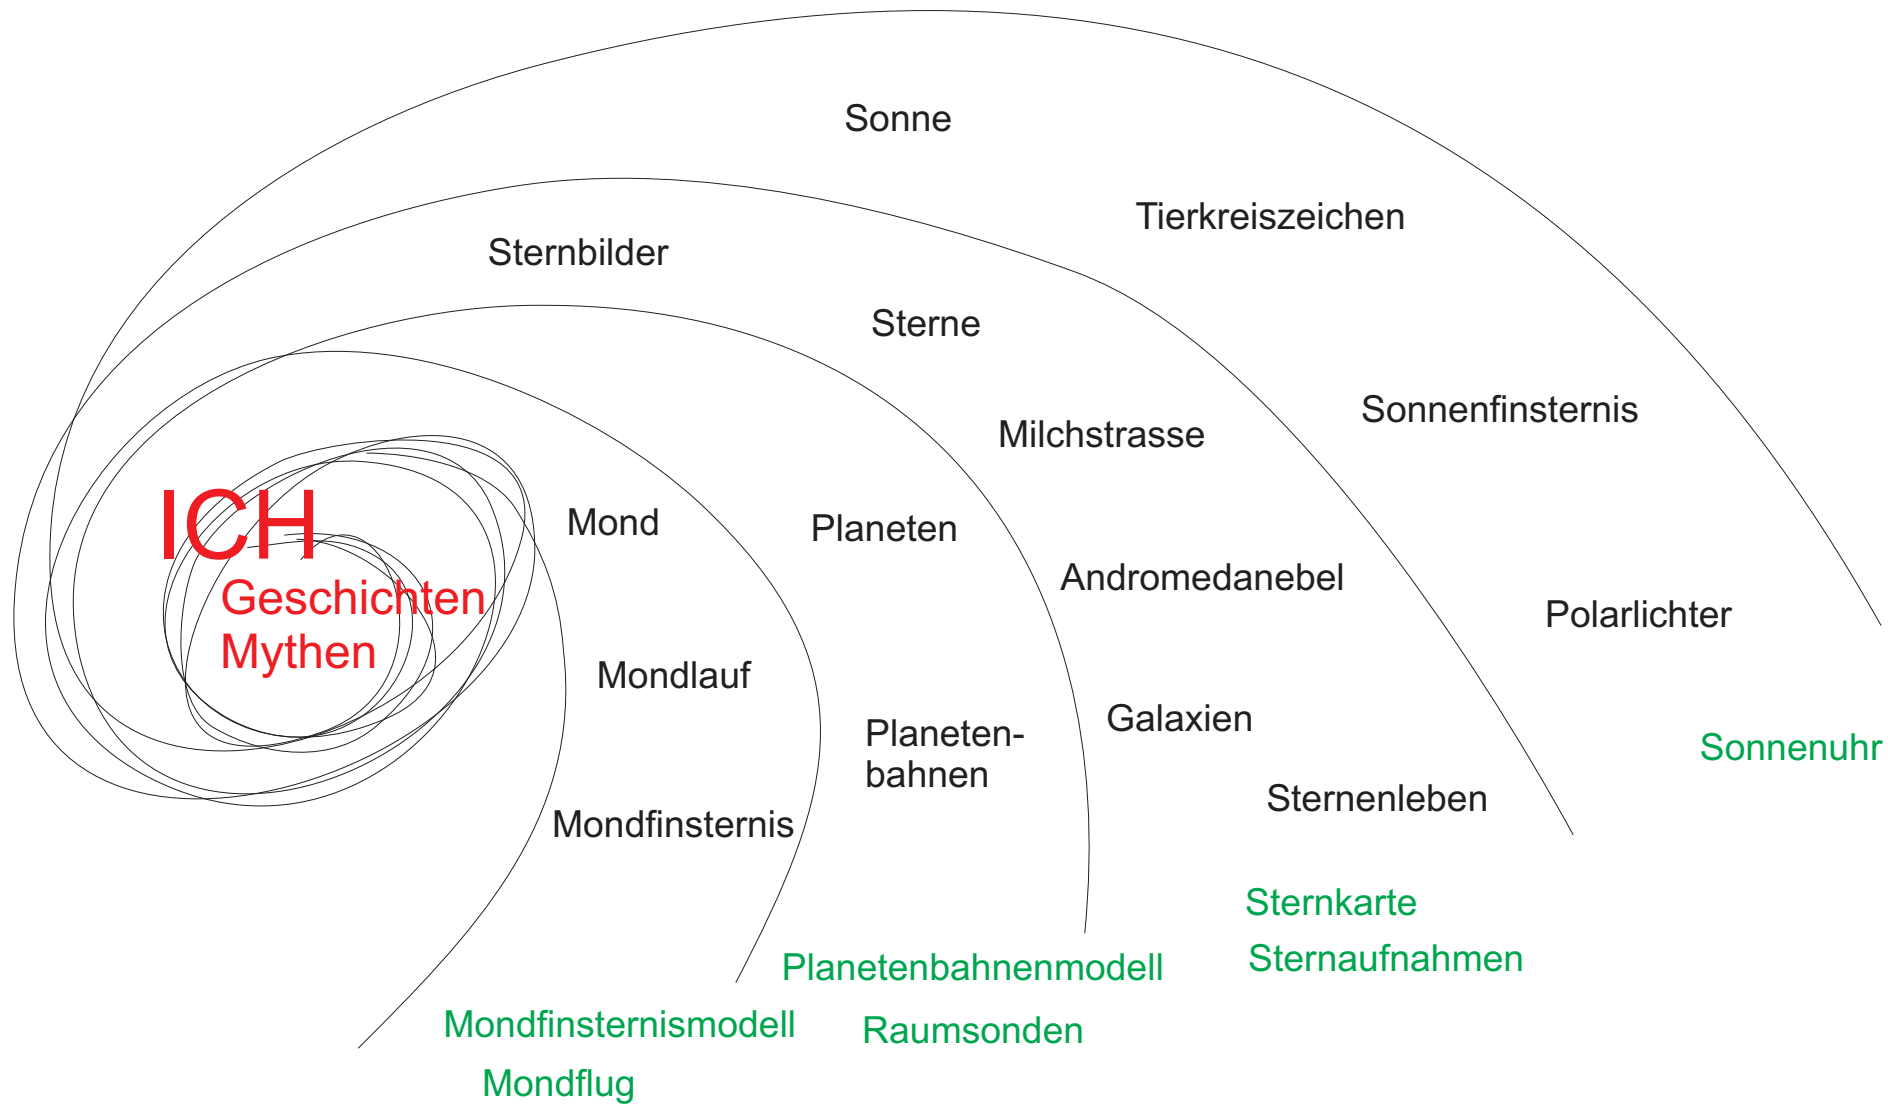 Sonne
Tierkreiszeichen
Sternbilder
Sterne
Sonnenfinsternis
Milchstrasse
ICH
Geschichten
Mythen
Mond
Planeten
Andromedanebel
Polarlichter
Mondlauf
Planeten-
bahnen
Galaxien
Sonnenuhr
Sternenleben
Mondfinsternis
Sternkarte
Sternaufnahmen
Planetenbahnenmodell
Raumsonden
Mondfinsternismodell
Mondflug